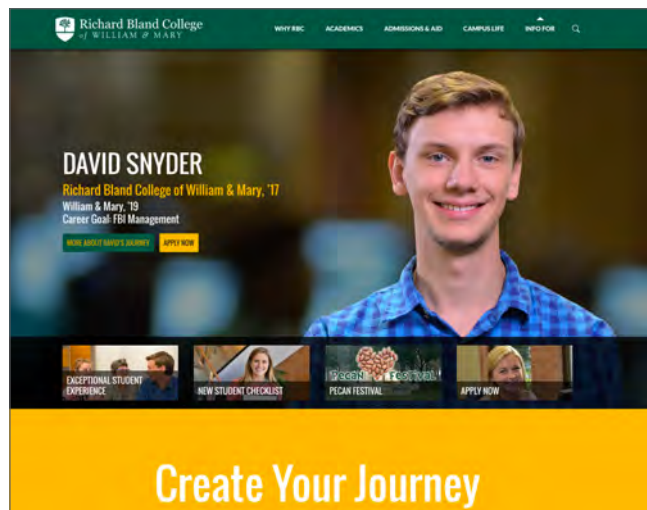 Richard Bland College
of WILLIAM & MARY
WHY RBC
ACADEMICS
ADMISSIONS & AID
CAMPUS LIFE
INFO FOR
DAVID SNYDER
Richard Bland College of William & Mary, '17
William & Mary, '19
Career Goal: FBI Management
MORE ABOUT DAVID'S JOURNEY
APPLY NOW
EXCEPTIONAL STUDENT
EXPERIENCE
NEW STUDENT CHECKLIST
PECAN FESTIVAL
PECAN FESTIVAL
APPLY NOW
Create Your Journey